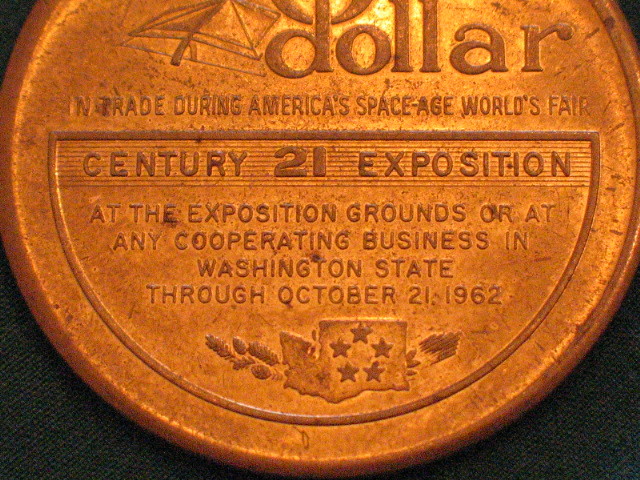 dollar
IN TRADE DURING AMERICA'S SPACE-AGE WORLD'S FAIR
CENTURY 21 EXPOSITION
AT THE EXPOSITION GROUNDS OR AT
ANY COOPERATING BUSINESS IN
WASHINGTON STATE
THROUGH OCTOBER 21, 1962